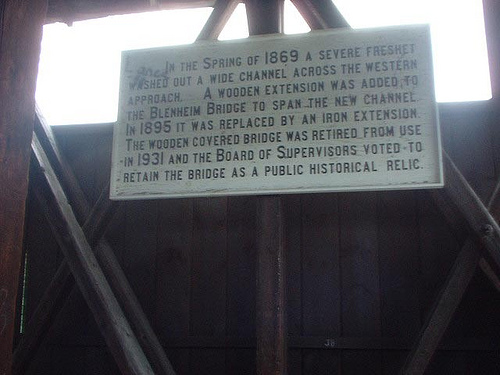 In the Spring of 1869 a severe freshet
washed out a wide channel across the western
approach. A wooden extension was added to
the Blenheim Bridge to span the new channel.
In 1895 it was replaced by an iron extension.
The wooden covered bridge was retired from use
in 1931 and the Board of Supervisors voted to
retain the bridge as a public historical relic.